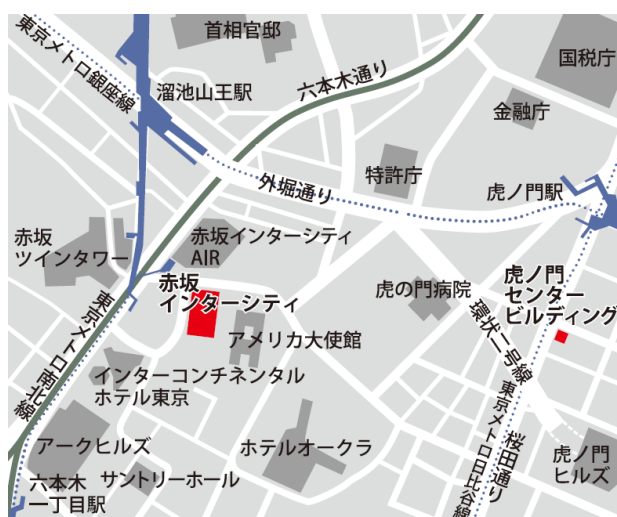 首相官邸
東京メトロ銀座線
溜池山王駅
六本木通り
国税庁
金融庁
特許庁
外堀通り
虎ノ門駅
赤坂
ツインタワー
赤坂インターシティ
AIR
赤坂
インターシティ
虎の門病院
虎ノ門
センター
ビルディング
環状二号線
東京メトロ南北線
アメリカ大使館
インターコンチネンタル
ホテル東京
東京メトロ日比谷線
桜田通り
アークヒルズ
ホテルオークラ
虎ノ門
ヒルズ
サントリーホール
六本木
一丁目駅